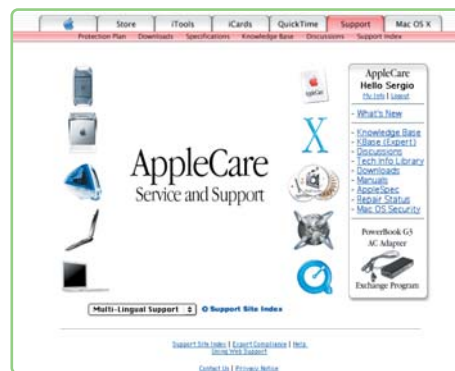 Store iTools iCards QuickTime Support Mac OS X
Protection Plan Downloads Specifications Knowledge Base Discussions Support Index
AppleCare
Service and Support
AppleCare
AppleCare
Hello Sergio
My Info | Logout
- What's New
- Knowledge Base
- KBase (Expert)
- Discussions
- Tech Info Library
- Downloads
- Manuals
- AppleSpec
- Repair Status
- Mac OS Security
PowerBook G3
AC Adapter
Exchange Program
Multi-Lingual Support Support Site Index
Support Site Index | Export Compliance | Help
Using Web Support
Contact Us | Privacy Notice